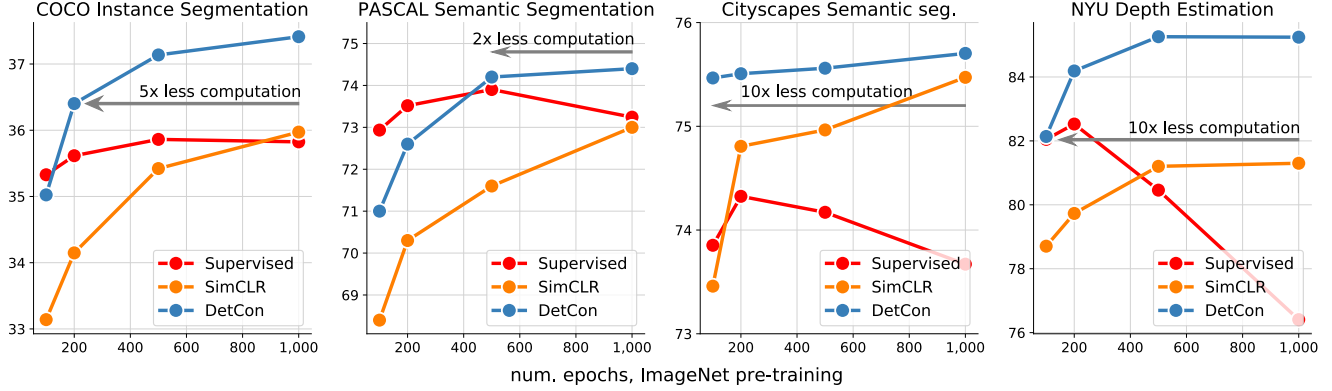 COCO Instance Segmentation
37
36
35
34
33
5x less computation
Supervised
SimCLR
DetCon
200 400 600 800 1,000
PASCAL Semantic Segmentation
75
74
73
72
71
70
69
2x less computation
Supervised
SimCLR
DetCon
200 400 600 800 1,000
Cityscapes Semantic seg.
76
75
74
73
10x less computation
Supervised
SimCLR
DetCon
200 400 600 800 1,000
NYU Depth Estimation
84
82
80
78
76
10x less computation
Supervised
SimCLR
DetCon
200 400 600 800 1,000
num. epochs, ImageNet pre-training